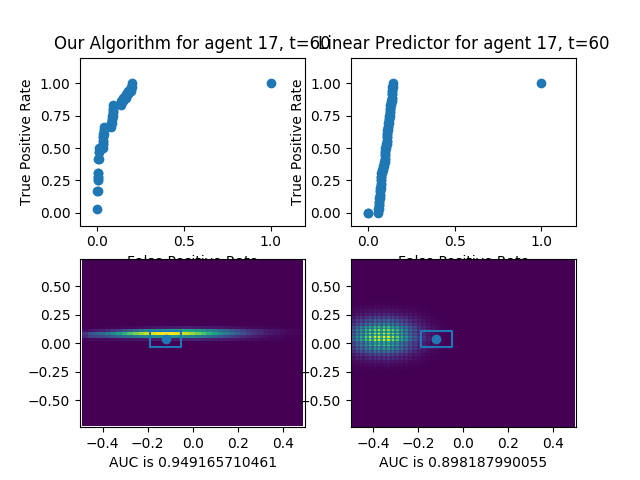 Our Algorithm for agent 17, t=60
Linear Predictor for agent 17, t=60
True Positive Rate
1.00
0.75
0.50
0.25
0.00
0.0 0.5 1.0
False Positive Rate
True Positive Rate
1.00
0.75
0.50
0.25
0.00
0.0 0.5 1.0
False Positive Rate
0.50
0.25
0.00
−0.25
−0.50
−0.4 −0.2 0.0 0.2 0.4
AUC is 0.949165710461
0.50
0.25
0.00
−0.25
−0.50
−0.4 −0.2 0.0 0.2 0.4
AUC is 0.898187990055